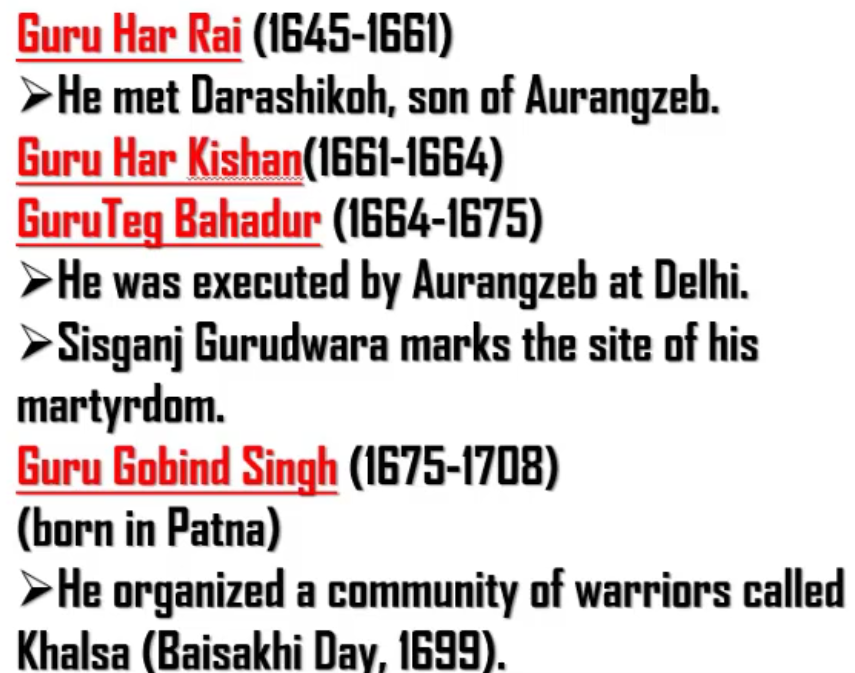 Guru Har Rai (1645-1661)
➢He met Darashikoh, son of Aurangzeb.
Guru Har Kishan(1661-1664)
GuruTeg Bahadur (1664-1675)
➢He was executed by Aurangzeb at Delhi.
➢Sisganj Gurudwara marks the site of his
martyrdom.
Guru Gobind Singh (1675-1708)
(born in Patna)
➢He organized a community of warriors called
Khalsa (Baisakhi Day, 1699).